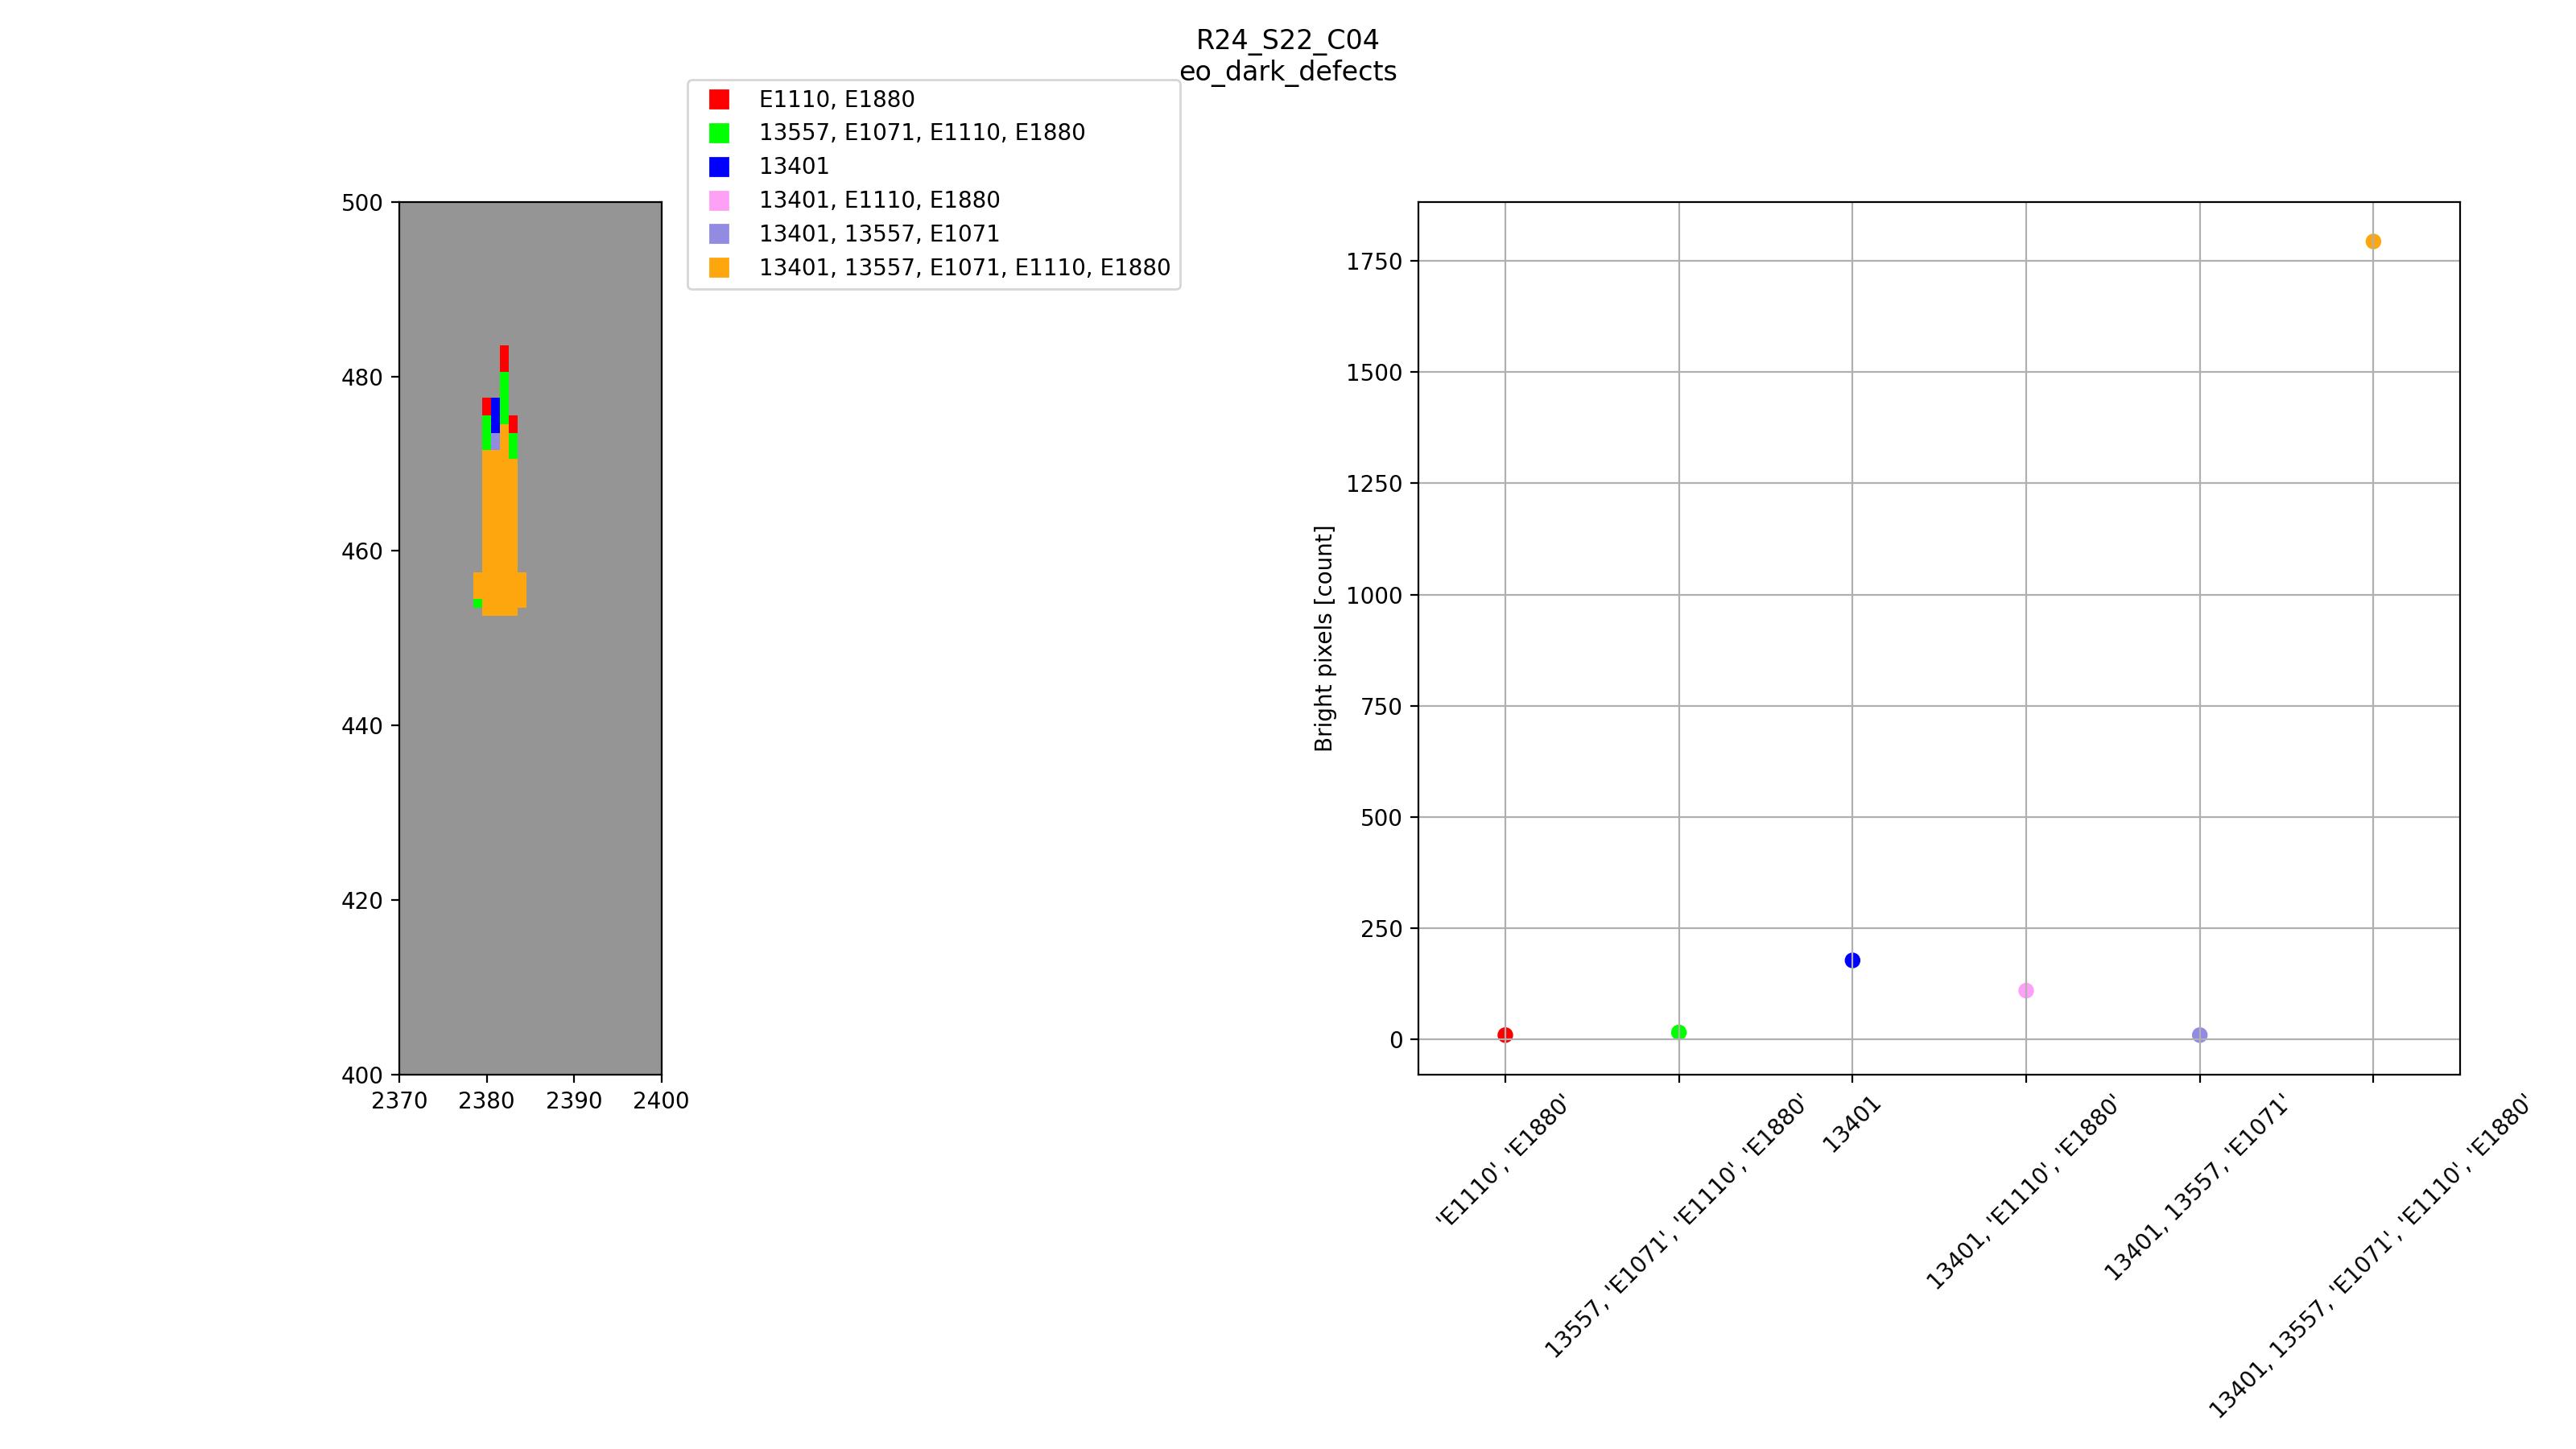 R24_S22_C04
eo_dark_defects
E1110, E1880
13557, E1071, E1110, E1880
13401
13401, E1110, E1880
13401, 13557, E1071
13401, 13557, E1071, E1110, E1880
500
480
460
440
420
400
2370
2380
2390
2400
Bright pixels [count]
1750
1500
1250
1000
750
500
250
0
'E1110', 'E1880'
13557, 'E1071', 'E1110', 'E1880'
13401
13401, 'E1110', 'E1880'
13401, 13557, 'E1071'
13401, 13557, 'E1071', 'E1110', 'E1880'